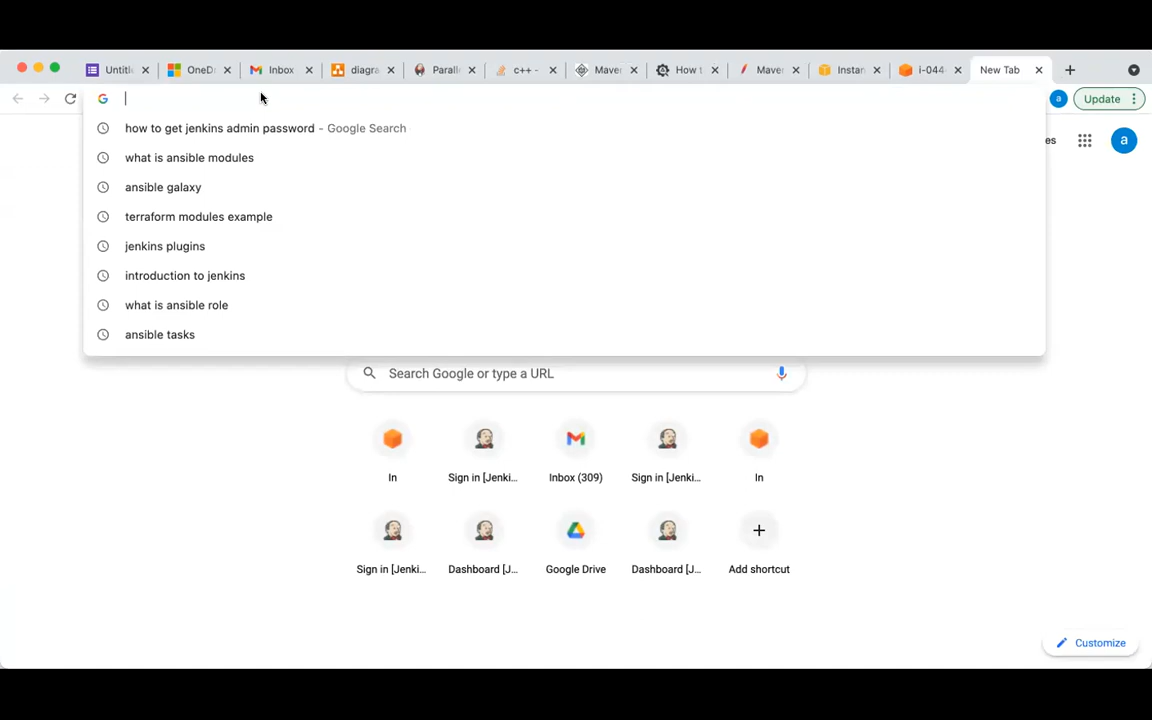 Untitl
OneD
Inbox
diagra
Parall
c++ -
Maver
How t
Maver
Instan
i-044
New Tab
a
Update
how to get jenkins admin password – Google Search
es
a
what is ansible modules
ansible galaxy
terraform modules example
jenkins plugins
introduction to jenkins
what is ansible role
ansible tasks
Search Google or type a URL
In
Sign in [Jenki...
Inbox (309)
Sign in [Jenki...
In
Sign in [Jenki...
Dashboard [J...
Google Drive
Dashboard [J...
Add shortcut
Customize